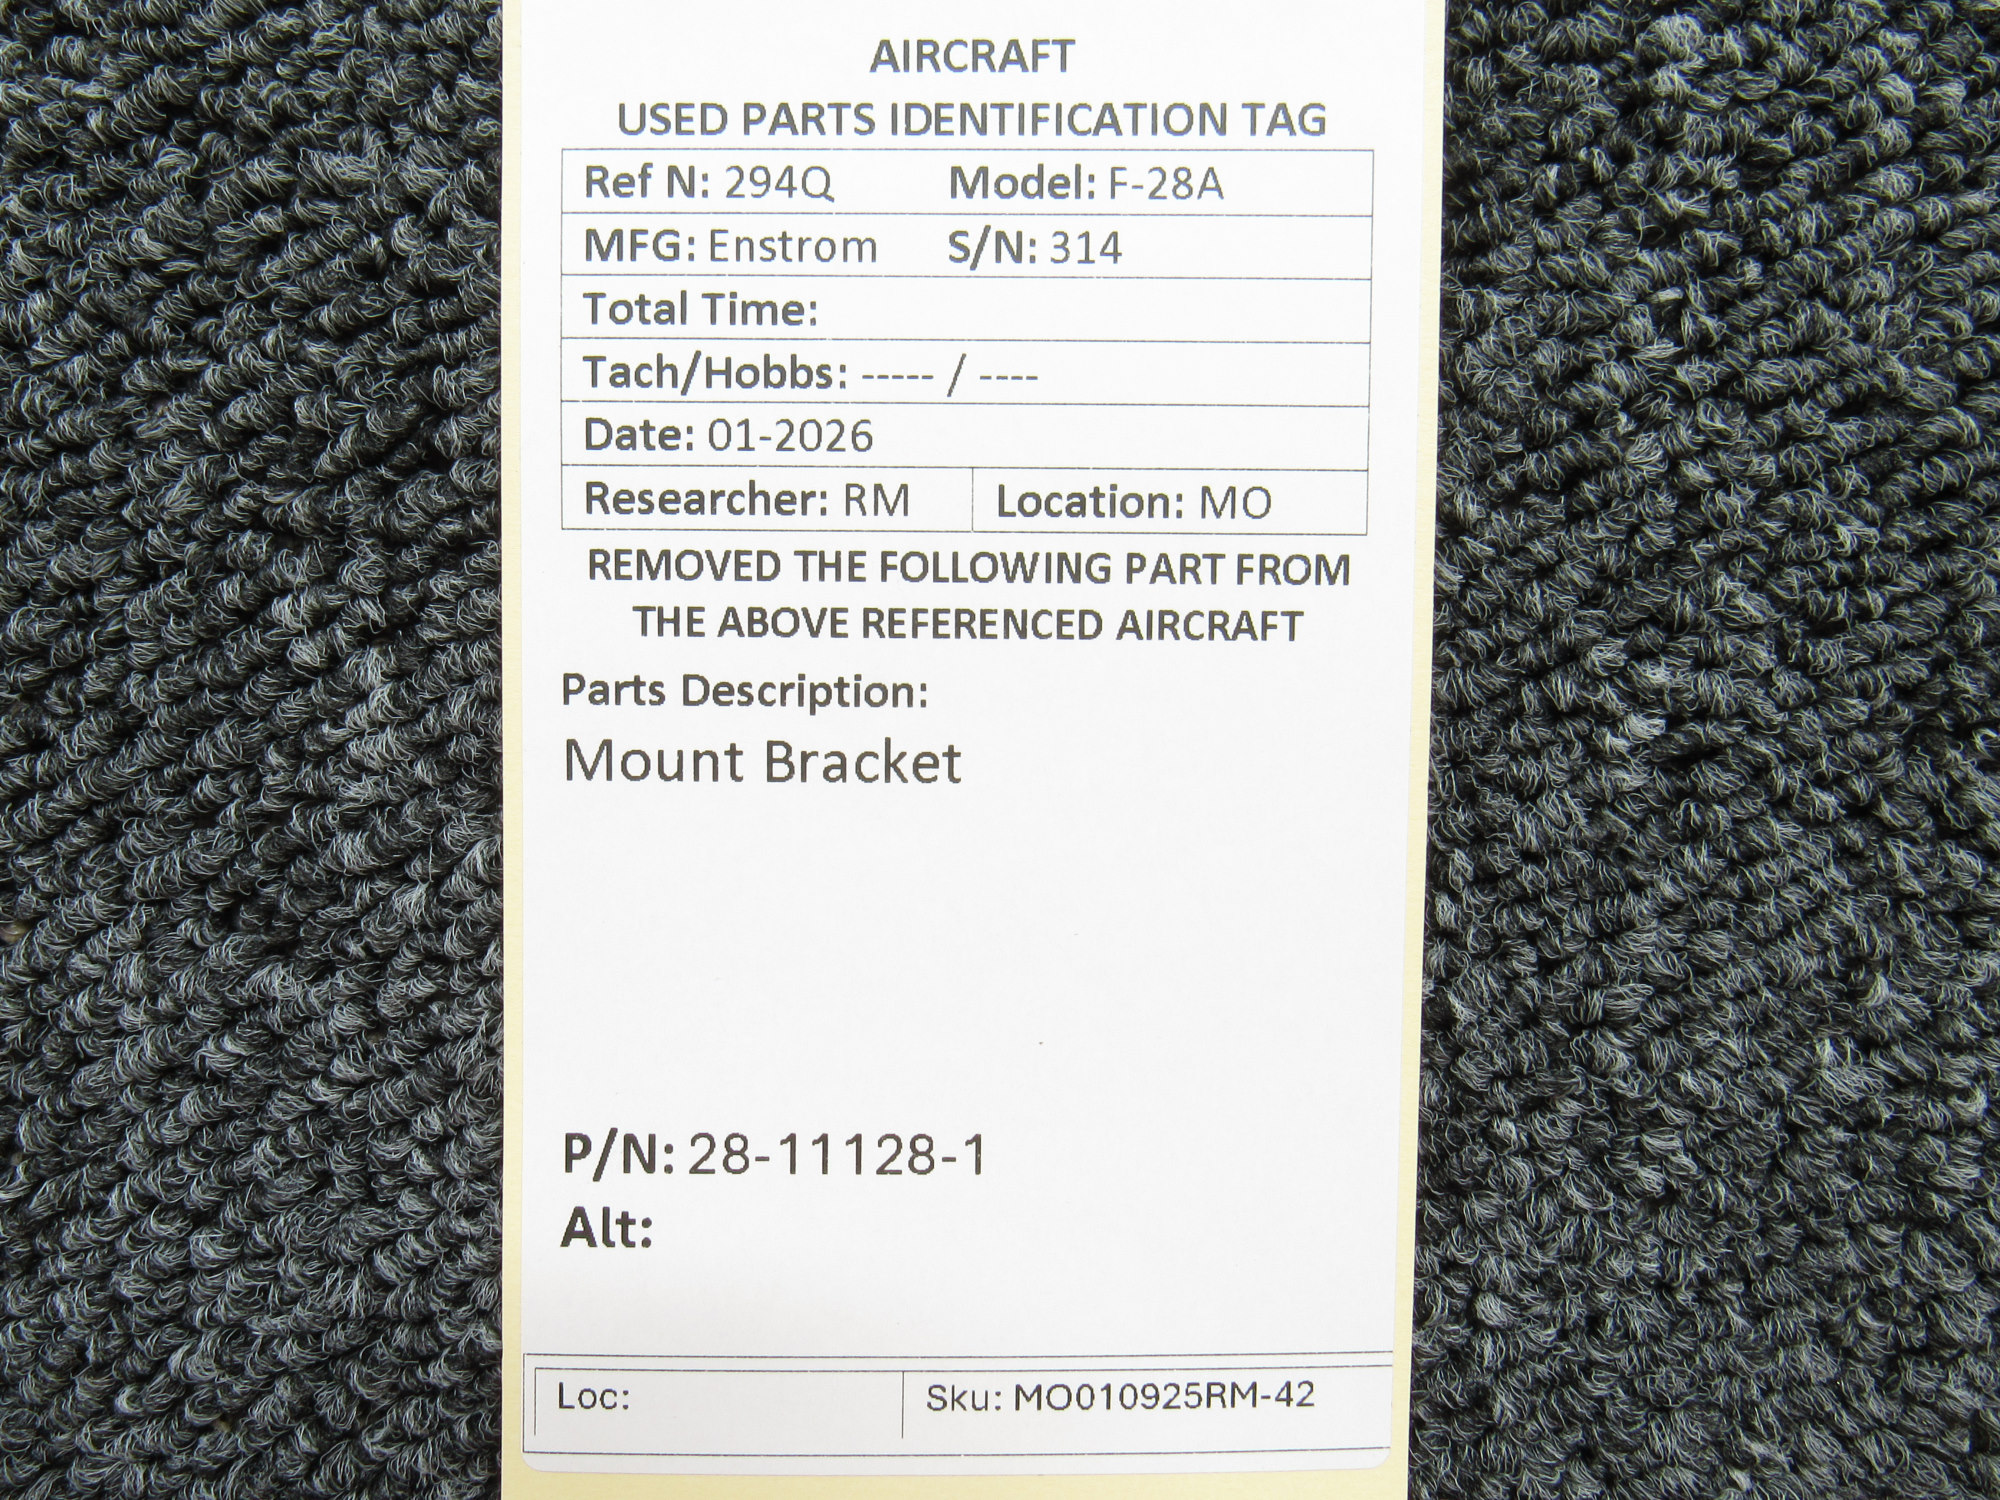 AIRCRAFT
USED PARTS IDENTIFICATION TAG
Ref N: 294Q Model: F-28A
MFG: Enstrom S/N: 314
Total Time:
Tach/Hobbs: ----- / ----
Date: 01-2026
Researcher: RM Location: MO
REMOVED THE FOLLOWING PART FROM
THE ABOVE REFERENCED AIRCRAFT
Parts Description:
Mount Bracket
P/N: 28-11128-1
Alt:
Loc: Sku: MO010925RM-42